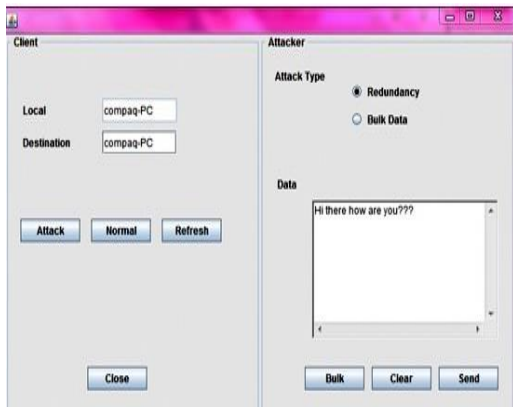 Client
Local
compaq-PC
Destination
compaq-PC
Attack
Normal
Refresh
Close
Attacker
Attack Type
Redundancy
Bulk Data
Data
Hi there how are you???
Bulk
Clear
Send